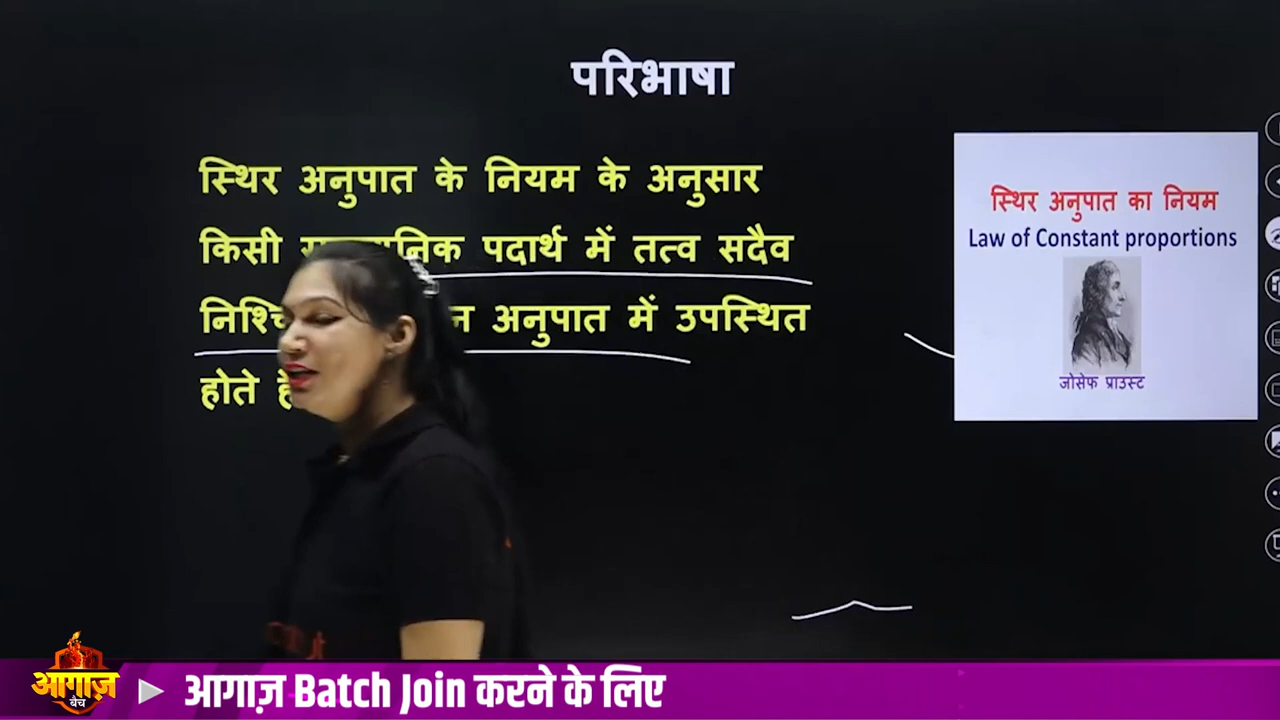 परिभाषा
स्थिर अनुपात के नियम के अनुसार
किसी पदार्थ में तत्व सदैव
अनुपात में उपस्थित
होते
स्थिर अनुपात का नियम
Law of Constant proportions
जोसेफ प्राउस्ट
आगाज़
बैच
आगाज़ Batch Join करने के लिए